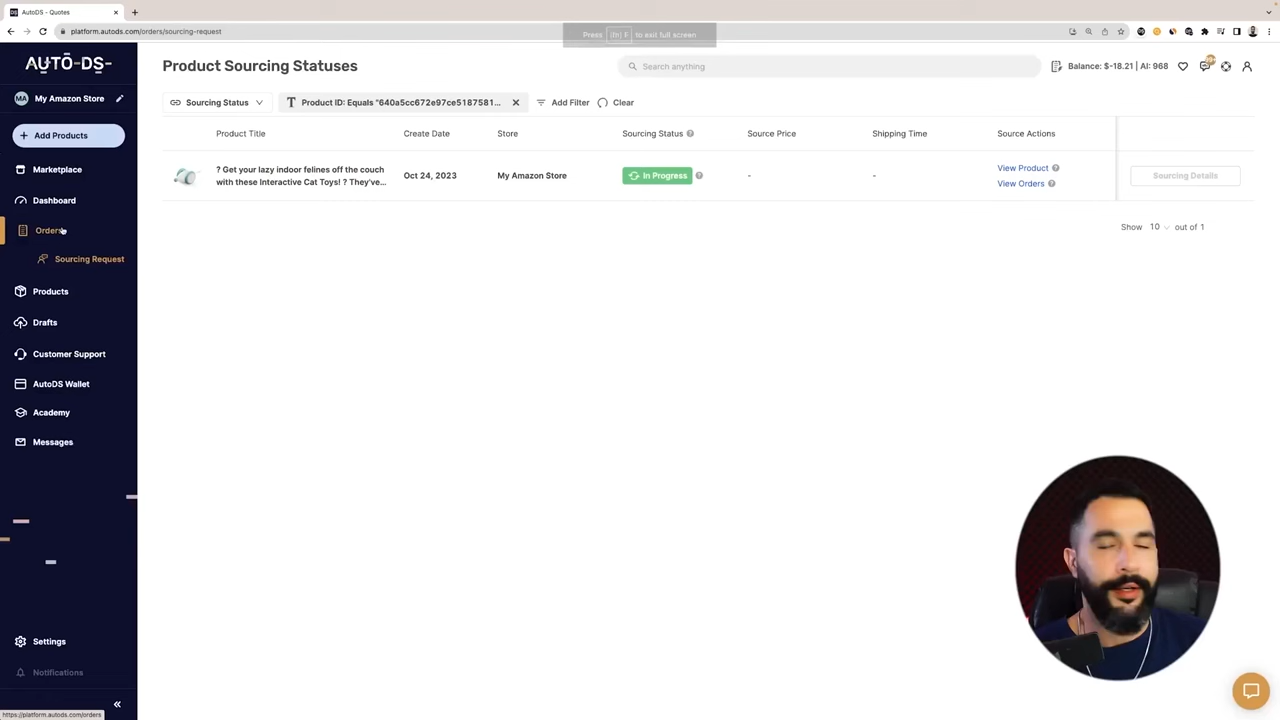 AutoDS - Quotes
platform.autods.com/orders/sourcing-request
Press fn F to exit full screen
AUTO-DS-
Product Sourcing Statuses
Search anything
Balance: $-18.21 | AI: 968
MA My Amazon Store
Sourcing Status
T Product ID: Equals "640a5cc672e97ce5187581...
Add Filter
Clear
+ Add Products
Product Title
Create Date
Store
Sourcing Status
Source Price
Shipping Time
Source Actions
Marketplace
? Get your lazy indoor felines off the couch
with these Interactive Cat Toys! ? They've...
Oct 24, 2023
My Amazon Store
In Progress
-
-
View Product
View Orders
Sourcing Details
Dashboard
Orders
Show 10 out of 1
Sourcing Request
Products
Drafts
Customer Support
AutoDS Wallet
Academy
Messages
Settings
Notifications
https://platform.autods.com/orders